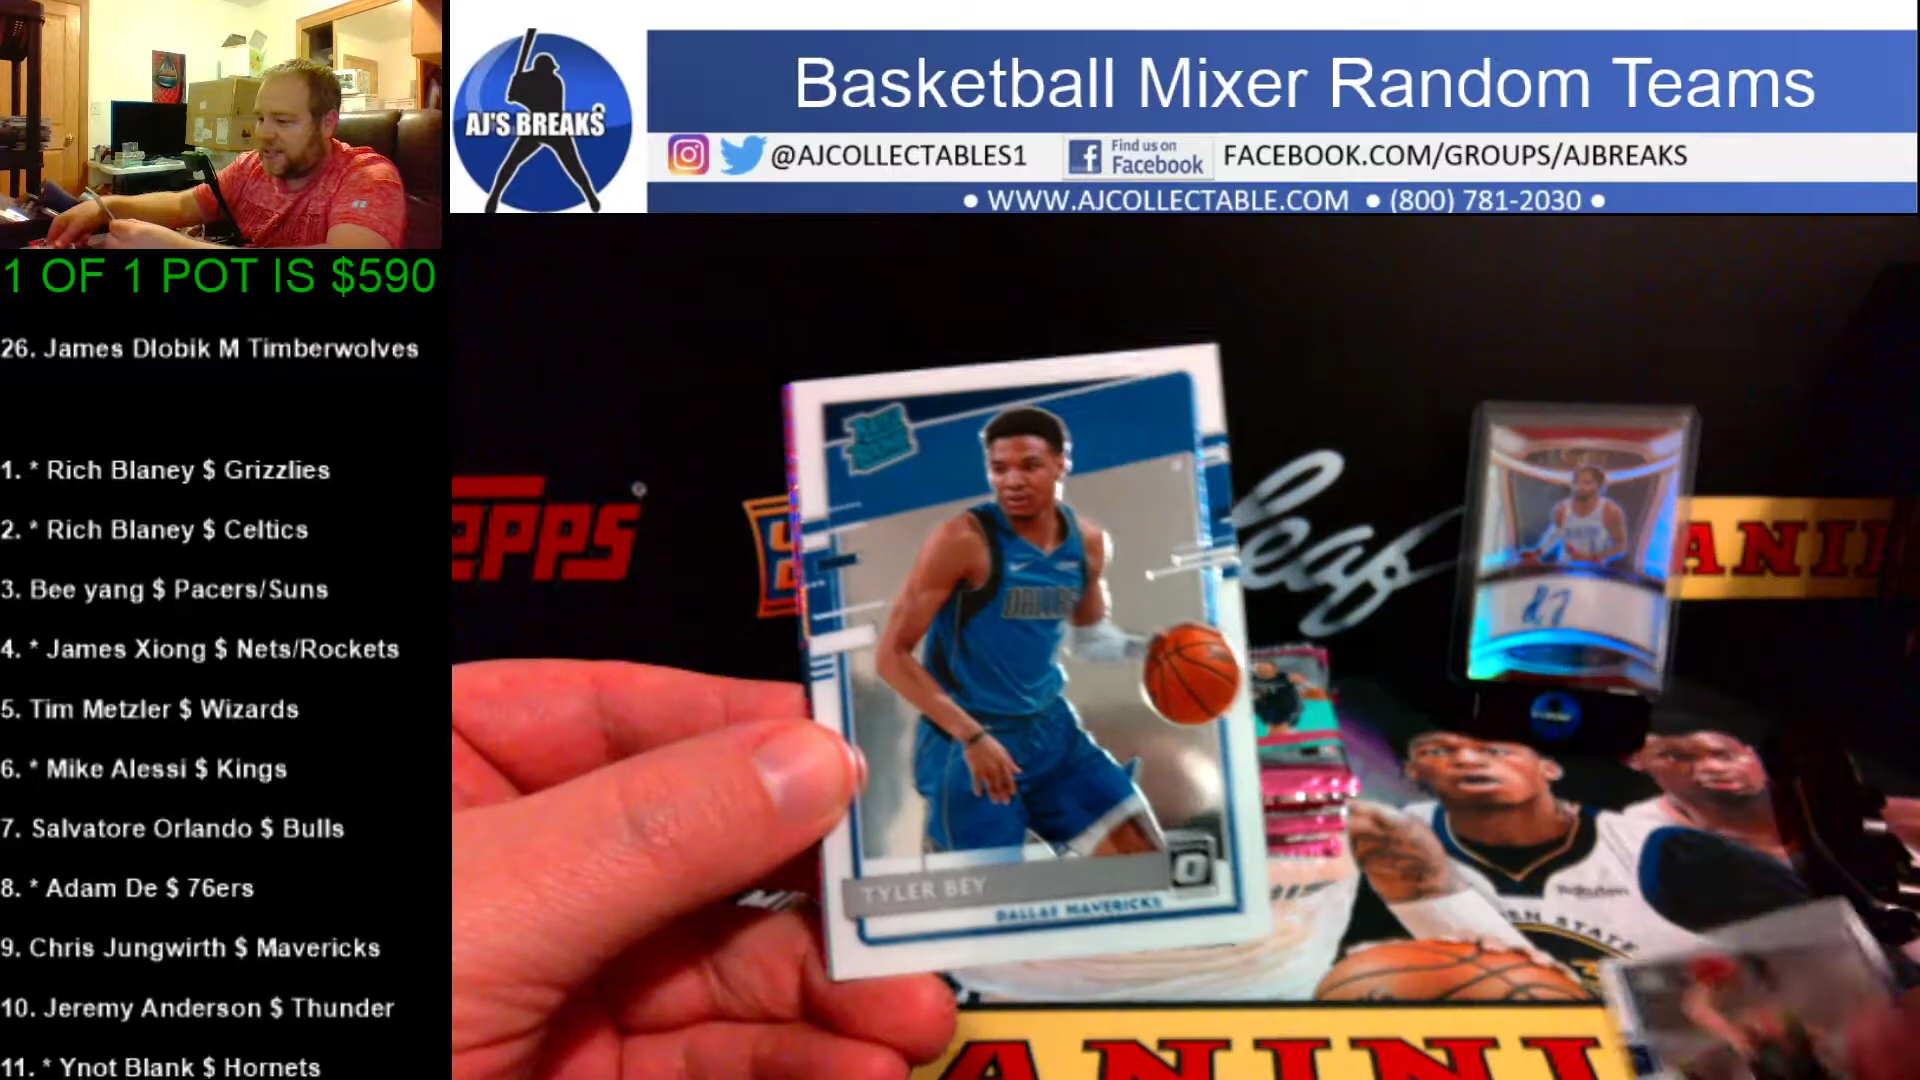 Basketball Mixer Random Teams
AJ'S BREAKS
@AJCOLLECTABLES1
Find us on
Facebook
FACEBOOK.COM/GROUPS/AJBREAKS
● WWW.AJCOLLECTABLE.COM ● (800) 781-2030 ●
1 OF 1 POT IS $590
26. James Dlobik M Timberwolves
1. * Rich Blaney $ Grizzlies
2. * Rich Blaney $ Celtics
3. Bee yang $ Pacers/Suns
4. * James Xiong $ Nets/Rockets
5. Tim Metzler $ Wizards
6. * Mike Alessi $ Kings
7. Salvatore Orlando $ Bulls
8. * Adam De $ 76ers
9. Chris Jungwirth $ Mavericks
10. Jeremy Anderson $ Thunder
11. * Ynot Blank $ Hornets
DALLAS
TYLER BEY
DALLAS MAVERICKS
PANINI